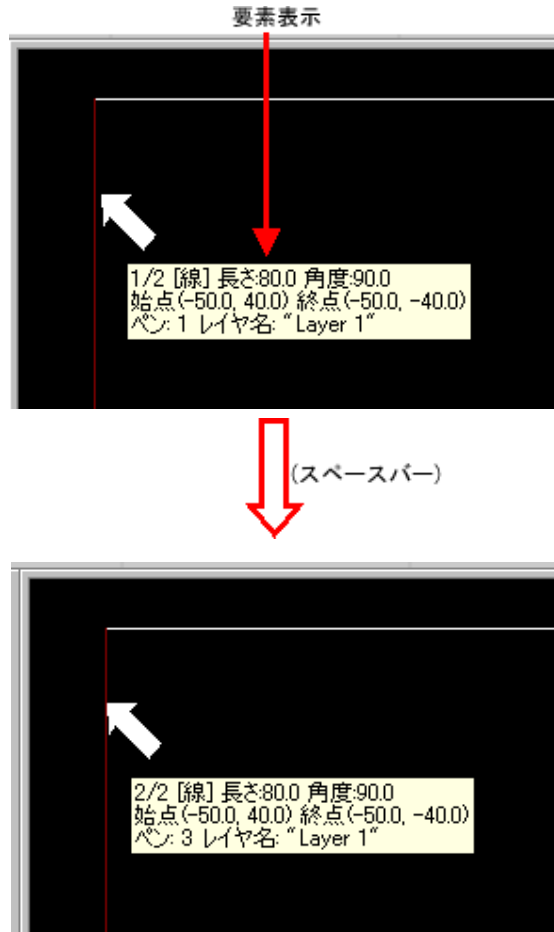 要素表示
1/2 [線] 長さ:80.0 角度:90.0
始点(-50.0, 40.0) 終点(-50.0, -40.0)
ペン: 1 レイヤ名: "Layer 1"
(スペースバー)
2/2 [線] 長さ:80.0 角度:90.0
始点(-50.0, 40.0) 終点(-50.0, -40.0)
ペン: 3 レイヤ名: "Layer 1"